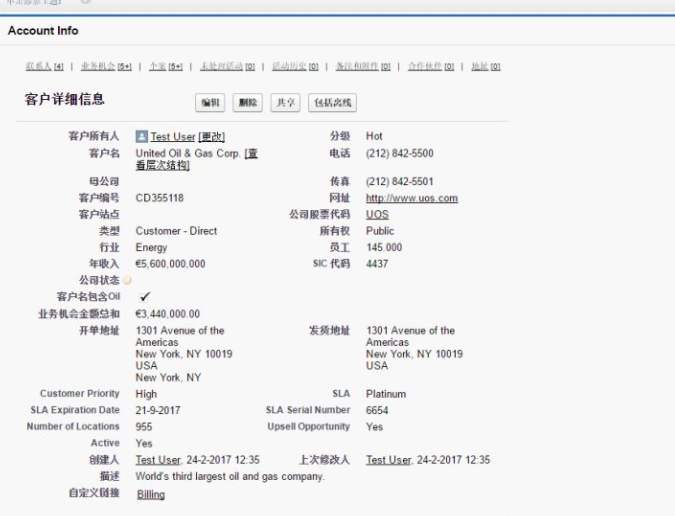 Account Info
联系人 [4] | 业务机会 [5+] | 个案 [5+] | 未处理活动 [0] | 活动历史 [0] | 备注和附件 [0] | 合作伙伴 [0] | 地址 [0]
客户详细信息 编辑 删除 共享 包括离线
客户所有人 Test User [更改] 分级 Hot
客户名 United Oil & Gas Corp. [查看层次结构] 电话 (212) 842-5500
母公司 传真 (212) 842-5501
客户编号 CD355118 网址 http://www.uos.com
客户站点 公司股票代码 UOS
类型 Customer - Direct 所有权 Public
行业 Energy 员工 145.000
年收入 €5,600,000,000 SIC 代码 4437
公司状态
客户名包含Oil ✓
业务机会金额总和 €3,440,000.00
开单地址 1301 Avenue of the 发货地址 1301 Avenue of the
Americas Americas
New York, NY 10019 New York, NY 10019
USA USA
New York, NY
Customer Priority High SLA Platinum
SLA Expiration Date 21-9-2017 SLA Serial Number 6654
Number of Locations 955 Upsell Opportunity Yes
Active Yes
创建人 Test User, 24-2-2017 12:35 上次修改人 Test User, 24-2-2017 12:35
描述 World's third largest oil and gas company.
自定义链接 Billing